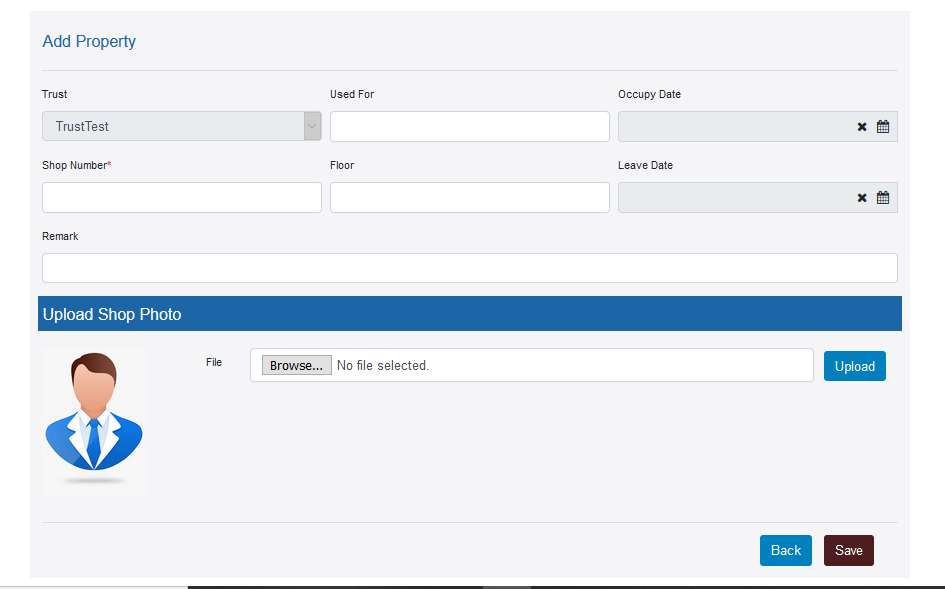 Add Property
Trust Used For Occupy Date
TrustTest
Shop Number* Floor Leave Date
Remark
Upload Shop Photo
File Browse... No file selected. Upload
Back Save